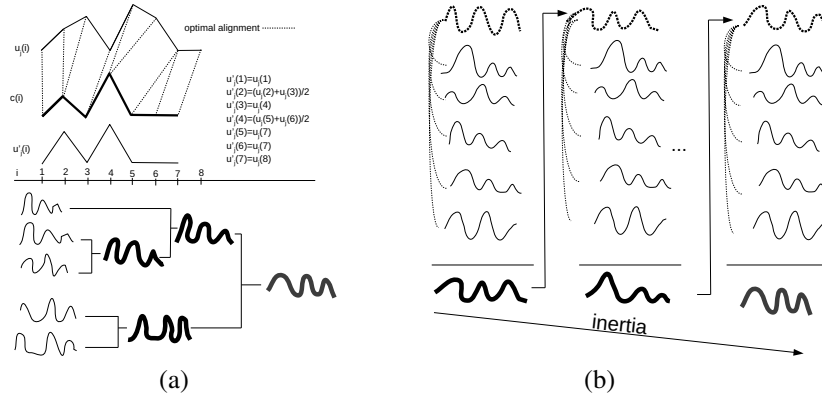 optimal alignment
u_j(i)
c(i)
u'_j(i)
u'_j(1)=u_j(1)
u'_j(2)=(u_j(2)+u_j(3))/2
u'_j(3)=u_j(4)
u'_j(4)=(u_j(5)+u_j(6))/2
u'_j(5)=u_j(7)
u'_j(6)=u_j(7)
u'_j(7)=u_j(8)
i 1 2 3 4 5 6 7 8
(a)
...
inertia
(b)